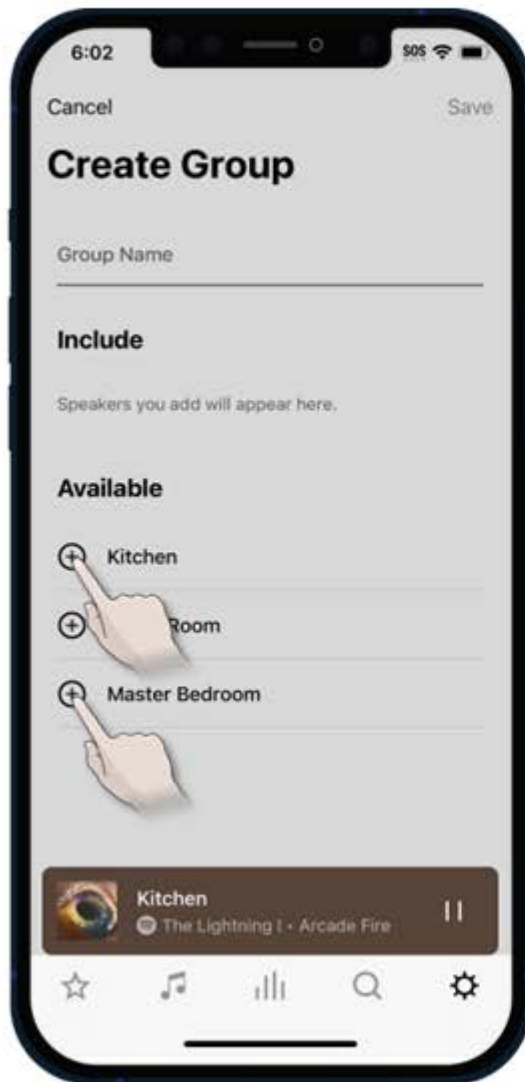 6:02 SOS
Cancel Save
Create Group
Group Name
Include
Speakers you add will appear here.
Available
Kitchen
Room
Master Bedroom
Kitchen
The Lightning I • Arcade Fire